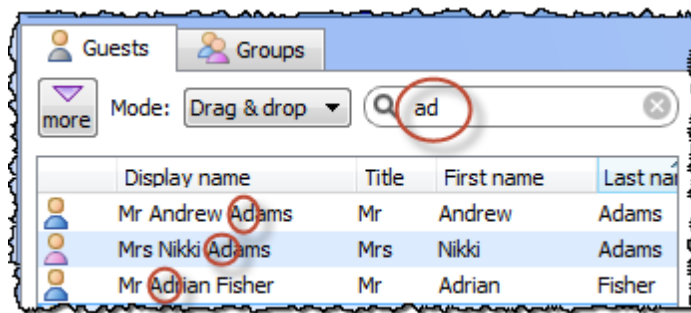 Guests Groups
more Mode: Drag & drop ad
Display name Title First name Last nar
Mr Andrew Adams Mr Andrew Adams
Mrs Nikki Adams Mrs Nikki Adams
Mr Adrian Fisher Mr Adrian Fisher